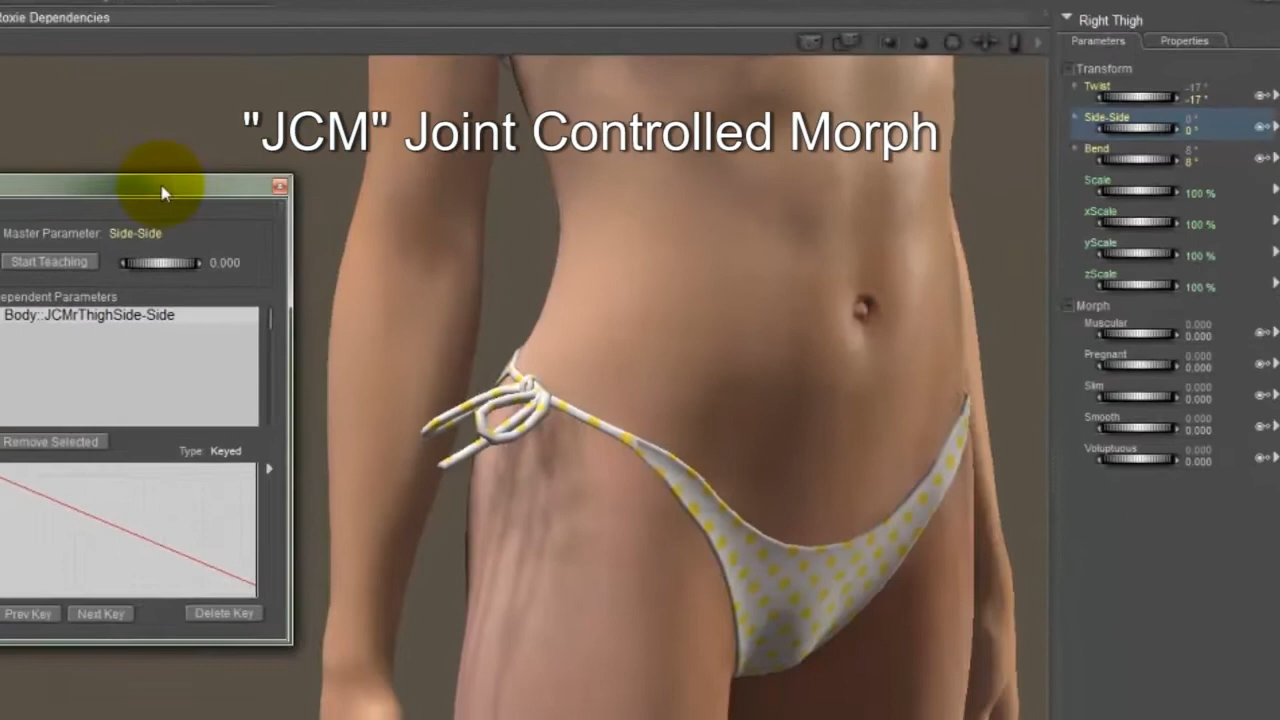 Roxie Dependencies
"JCM" Joint Controlled Morph
Master Parameter: Side-Side
Start Teaching 0.000
ependent Parameters
Body::JCMrThighSide-Side
Remove Selected
Type: Keyed
Prev Key Next Key Delete Key
Right Thigh
Parameters Properties
Transform
Twist -17 °
-17 °
Side-Side 0 °
0 °
Bend 8 °
8 °
Scale
100 %
xScale
100 %
yScale
100 %
zScale
100 %
Morph
Muscular 0.000
0.000
Pregnant 0.000
0.000
Slim 0.000
0.000
Smooth 0.000
0.000
Voluptuous 0.000
0.000